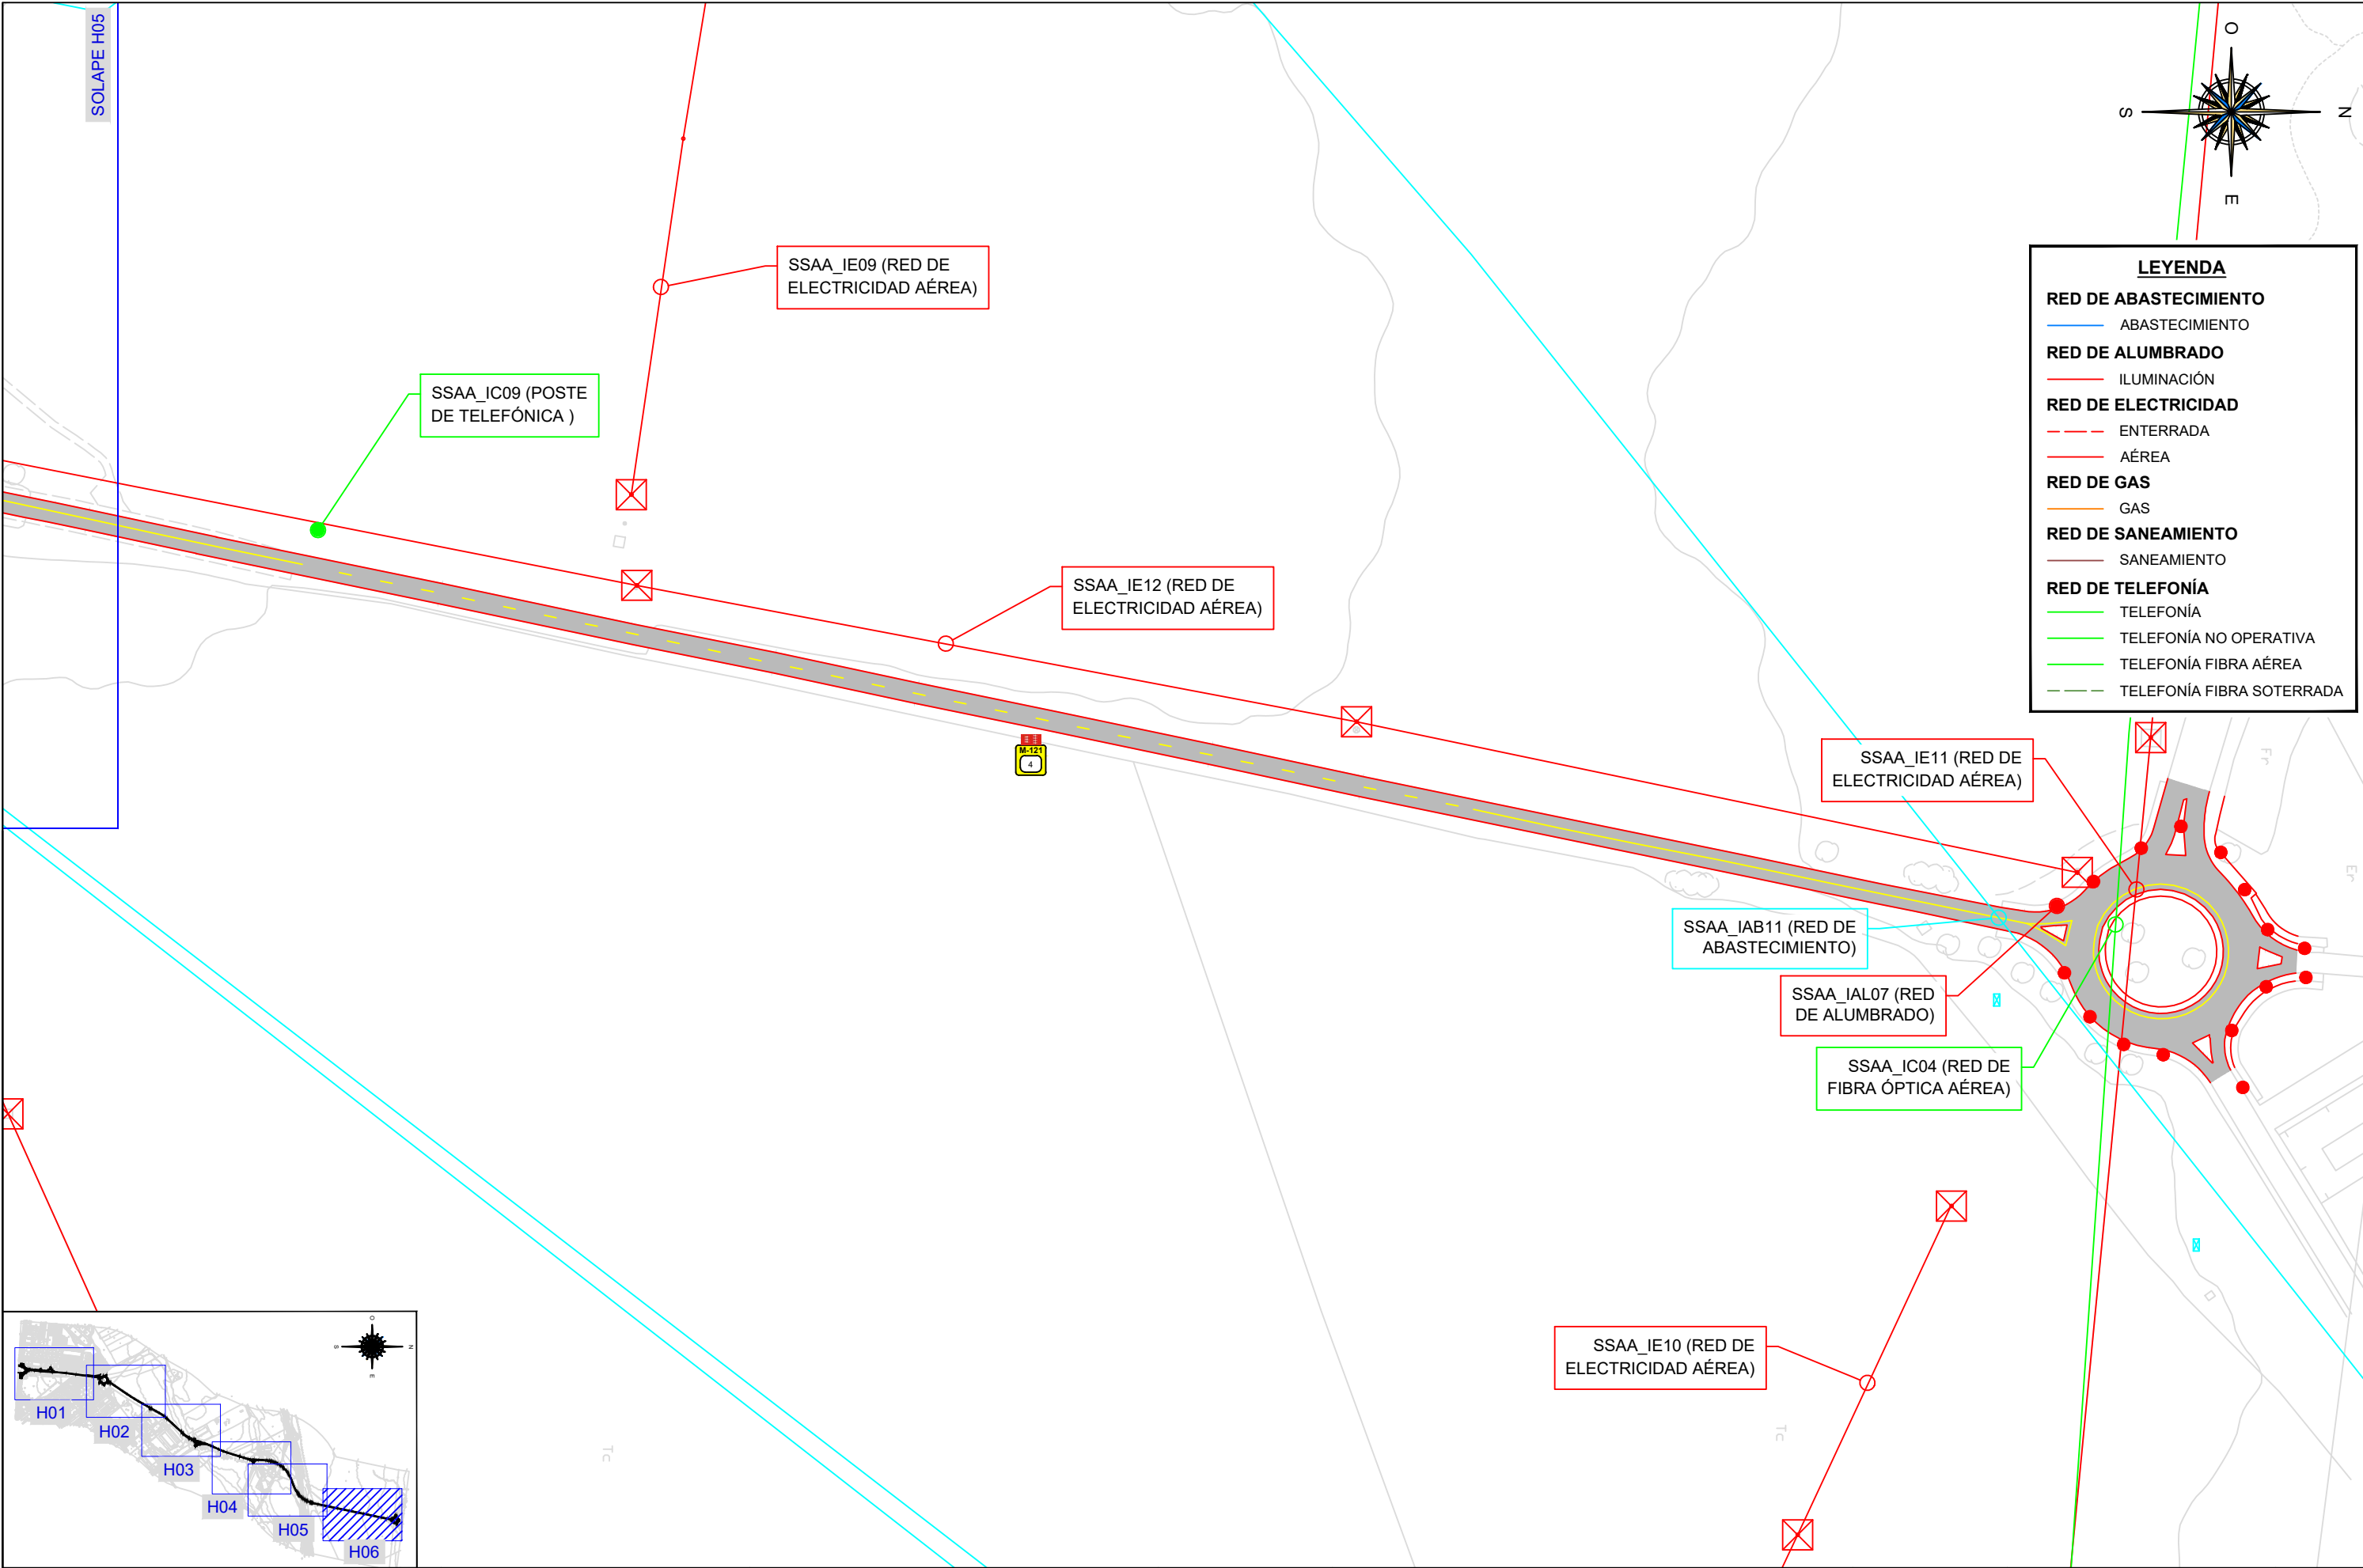 SOLAPE H05
O
S
N
E
SSAA_IE09 (RED DE
ELECTRICIDAD AÉREA)
LEYENDA
RED DE ABASTECIMIENTO
ABASTECIMIENTO
RED DE ALUMBRADO
ILUMINACIÓN
RED DE ELECTRICIDAD
ENTERRADA
AÉREA
RED DE GAS
GAS
RED DE SANEAMIENTO
SANEAMIENTO
RED DE TELEFONÍA
TELEFONÍA
TELEFONÍA NO OPERATIVA
TELEFONÍA FIBRA AÉREA
TELEFONÍA FIBRA SOTERRADA
SSAA_IC09 (POSTE
DE TELEFÓNICA )
SSAA_IE12 (RED DE
ELECTRICIDAD AÉREA)
M-121
4
SSAA_IE11 (RED DE
ELECTRICIDAD AÉREA)
Fr
Er
SSAA_IAB11 (RED DE
ABASTECIMIENTO)
SSAA_IAL07 (RED
DE ALUMBRADO)
SSAA_IC04 (RED DE
FIBRA ÓPTICA AÉREA)
SSAA_IE10 (RED DE
ELECTRICIDAD AÉREA)
Tc
Tc
O
S
N
E
H01
H02
H03
H04
H05
H06